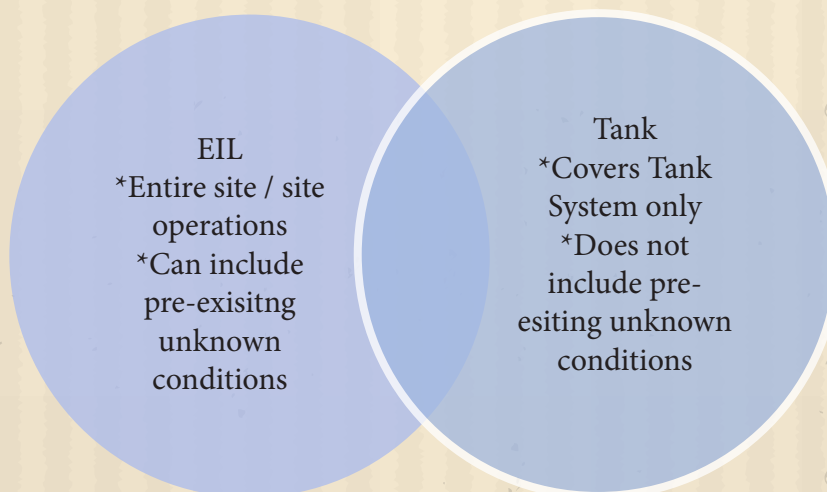 EIL
*Entire site / site
operations
*Can include
pre-exisitng
unknown
conditions
Tank
*Covers Tank
System only
*Does not
include pre-
esiting unknown
conditions